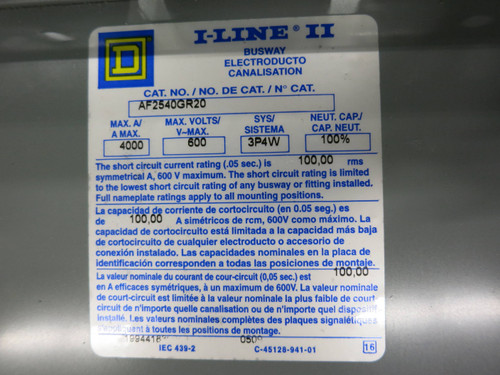 I-LINE II
BUSWAY
ELECTRODUCTO
CANALISATION
D
CAT. NO./ NO. DE CAT. / N° CAT.
AF2540GR20
MAX. A/ MAX. VOLTS/ SYS/ NEUT. CAP./
A MAX. V~MAX. SISTEMA CAP. NEUT.
4000 600 3P4W 100%
The short circuit current rating (.05 sec.) is 100,00 rms
symmetrical A, 600 V maximum. The short circuit rating is limited
to the lowest short circuit rating of any busway or fitting installed.
Full nameplate ratings apply to all mounting positions.
La capacidad de corriente de cortocircuito (en 0.05 seg.) es
de 100,00 A simétricos de rcm, 600V como máximo. La
capacidad de cortocircuito está limitada a la capacidad más baja
de cortocircuito de cualquier electroducto o accesorio de
conexión instalado. Las capacidades nominales en la placa de
identificación corresponden a todas las posiciones de montaje.
La valeur nominale du courant de cour-circuit (0,05 sec.) est 100,00
en A efficaces symétriques, à un maximum de 600V. La valeur nominale
de court-circuit est limitée à la valeur la plus faible de court-
circuit de n'importe quelle canalisation ou de n'importe quel dispositif
installé. Les valeurs nominales complètes des plaques signalétiques
à toutes les positions de montage.
050
IEC 439-2 C-45128-941-01 16